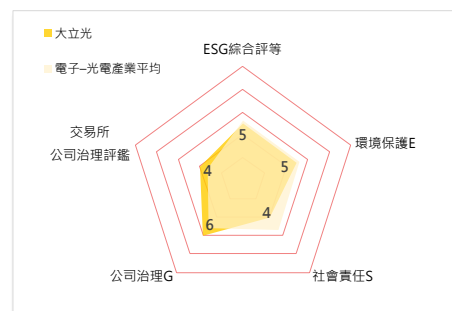 大立光
電子–光電產業平均
ESG綜合評等
環境保護E
社會責任S
公司治理G
交易所
公司治理評鑑
5
5
4
6
4